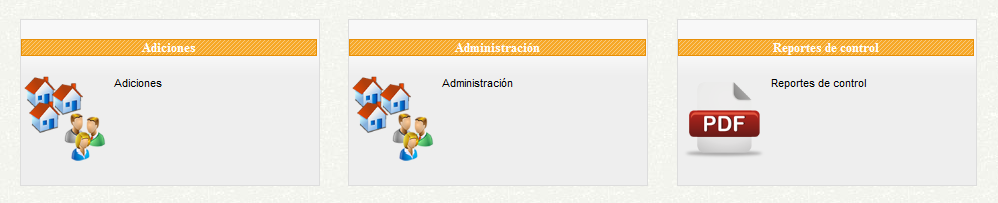 Adiciones
Adiciones
Administración
Administración
Reportes de control
Reportes de control
PDF